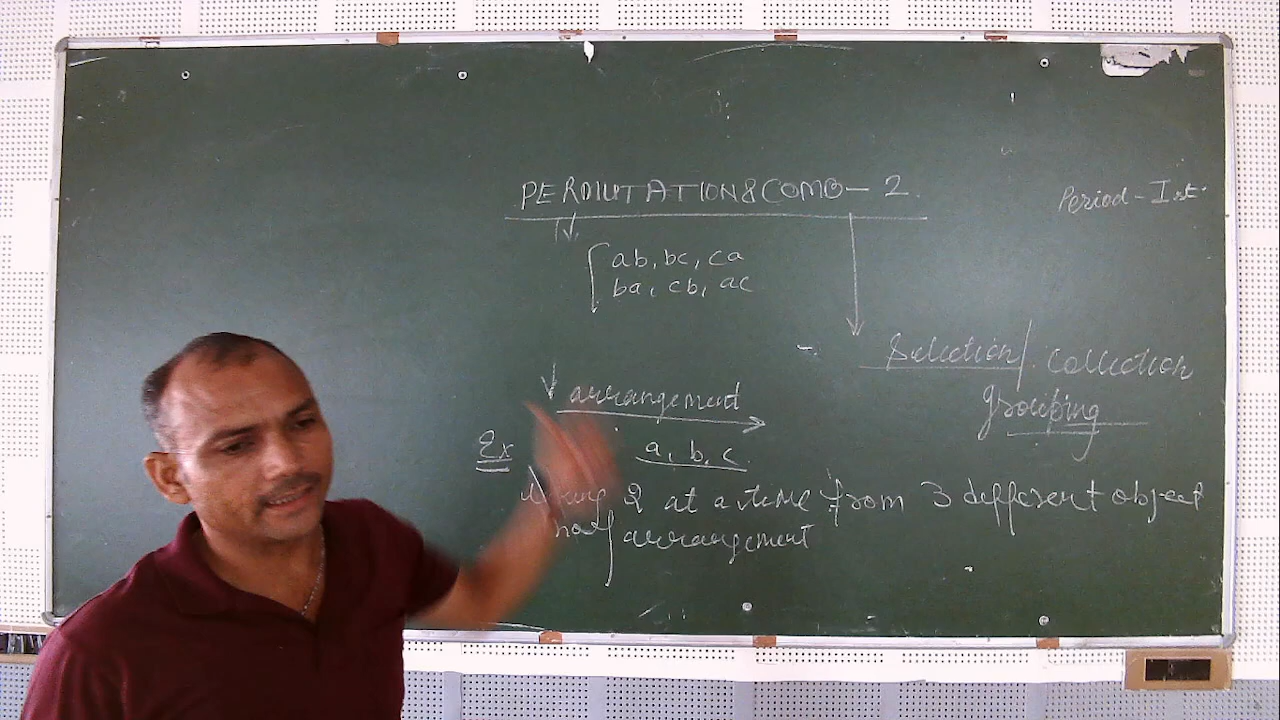 PERMUTATION & COMB - 2.
Period - Ist
ab, bc, ca
ba, cb, ac
Selection / Collection
grouping
arrangement
Ex
a, b, c
2 at a time from 3 different object
no of arrangement